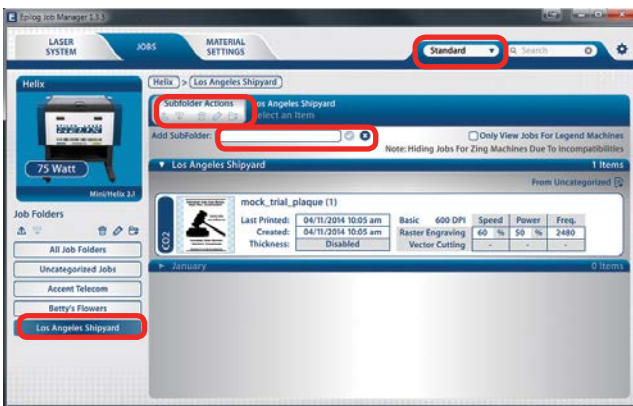 Epilog Job Manager 1.3.3
LASER SYSTEM
JOBS
MATERIAL SETTINGS
Standard
Search
Helix
75 Watt
Mini/Helix 3.1
Job Folders
All Job Folders
Uncategorized Jobs
Accent Telecom
Betty's Flowers
Los Angeles Shipyard
Helix > Los Angeles Shipyard
Subfolder Actions
os Angeles Shipyard
elect an Item
Add SubFolder:
Only View Jobs For Legend Machines
Note: Hiding Jobs For Zing Machines Due To Incompatibilities
Los Angeles Shipyard 1 Items
From Uncategorized
CO2
mock_trial_plaque (1)
Last Printed: 04/11/2014 10:05 am Basic 600 DPI Speed Power Freq.
Created: 04/11/2014 10:05 am Raster Engraving 60 % 50 % 2480
Thickness: Disabled Vector Cutting - - -
January 0 Items